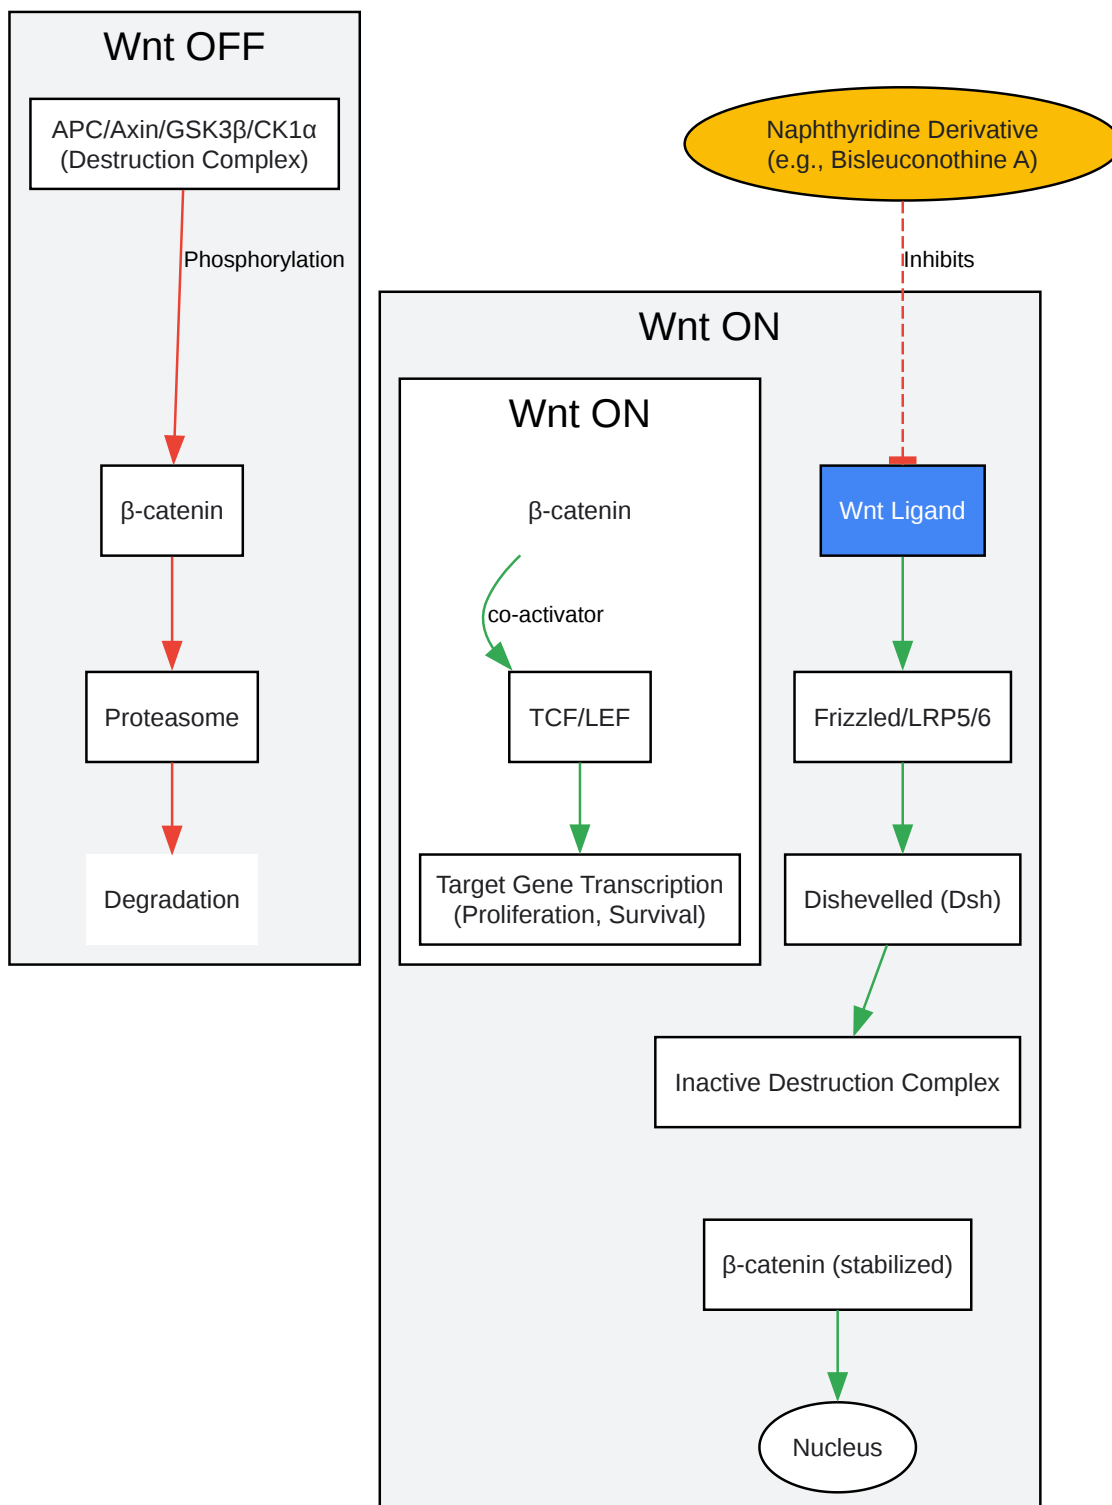 Wnt OFF
APC/Axin/GSK3β/CK1α
(Destruction Complex)
Phosphorylation
β-catenin
Proteasome
Degradation
Naphthyridine Derivative
(e.g., Bisleuconothine A)
Inhibits
Wnt ON
Wnt ON
β-catenin
co-activator
TCF/LEF
Target Gene Transcription
(Proliferation, Survival)
Wnt Ligand
Frizzled/LRP5/6
Dishevelled (Dsh)
Inactive Destruction Complex
β-catenin (stabilized)
Nucleus